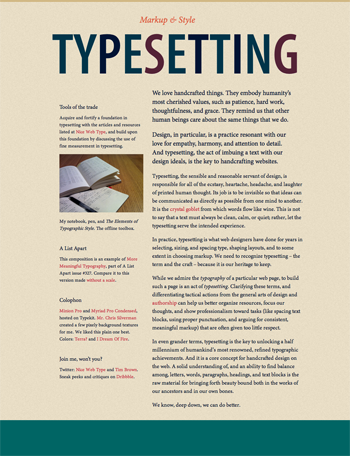 Markup & Style
TYPESETTING
Tools of the trade
Acquire and fortify a foundation in
typesetting with the articles and resources
listed at Nice Web Type, and build upon
this foundation by discussing the use of
fine measurement in typesetting.
My notebook, pen, and The Elements of
Typographic Style. The offline toolbox.
A List Apart
This composition is an example of More
Meaningful Typography, part of A List
Apart issue #327. Compare it to this
version made without a scale.
Colophon
Minion Pro and Myriad Pro Condensed,
hosted on Typekit. Mr. Chris Silverman
created a few pixely background textures
for me. We liked this plain one best.
Colors: Terra? and I Dream Of Fire.
Join me, won't you?
Twitter: Nice Web Type and Tim Brown.
Sneak peeks and critiques on Dribbble.
We love handcrafted things. They embody humanity's
most cherished values, such as patience, hard work,
thoughtfulness, and grace. They remind us that other
human beings care about the same things that we do.
Design, in particular, is a practice resonant with our
love for empathy, harmony, and attention to detail.
And typesetting, the act of imbuing a text with our
design ideals, is the key to handcrafting websites.
Typesetting, the sensible and reasonable servant of design, is
responsible for all of the ecstasy, heartache, headache, and laughter
of printed human thought. Its job is to be invisible so that ideas can
be communicated as directly as possible from one mind to another.
It is the crystal goblet from which words flow like wine. This is not
to say that a text must always be clean, calm, or quiet; rather, let the
typesetting serve the intended experience.
In practice, typesetting is what web designers have done for years in
selecting, sizing, and spacing type, shaping layouts, and to some
extent in choosing markup. We need to recognize typesetting – the
term and the craft – because it is our heritage to keep.
While we admire the typography of a particular web page, to build
such a page is an act of typesetting. Clarifying these terms, and
differentiating tactical actions from the general arts of design and
authorship can help us better organize resources, focus our
thoughts, and show professionalism toward tasks (like spacing text
blocks, using proper punctuation, and arguing for consistent,
meaningful markup) that are often given too little respect.
In even grander terms, typesetting is the key to unlocking a half
millennium of humankind's most renowned, refined typographic
achievements. And it is a core concept for handcrafted design on
the web. A solid understanding of, and an ability to find balance
among, letters, words, paragraphs, headings, and text blocks is the
raw material for bringing forth beauty bound both in the works of
our ancestors and in our own bones.
We know, deep down, we can do better.